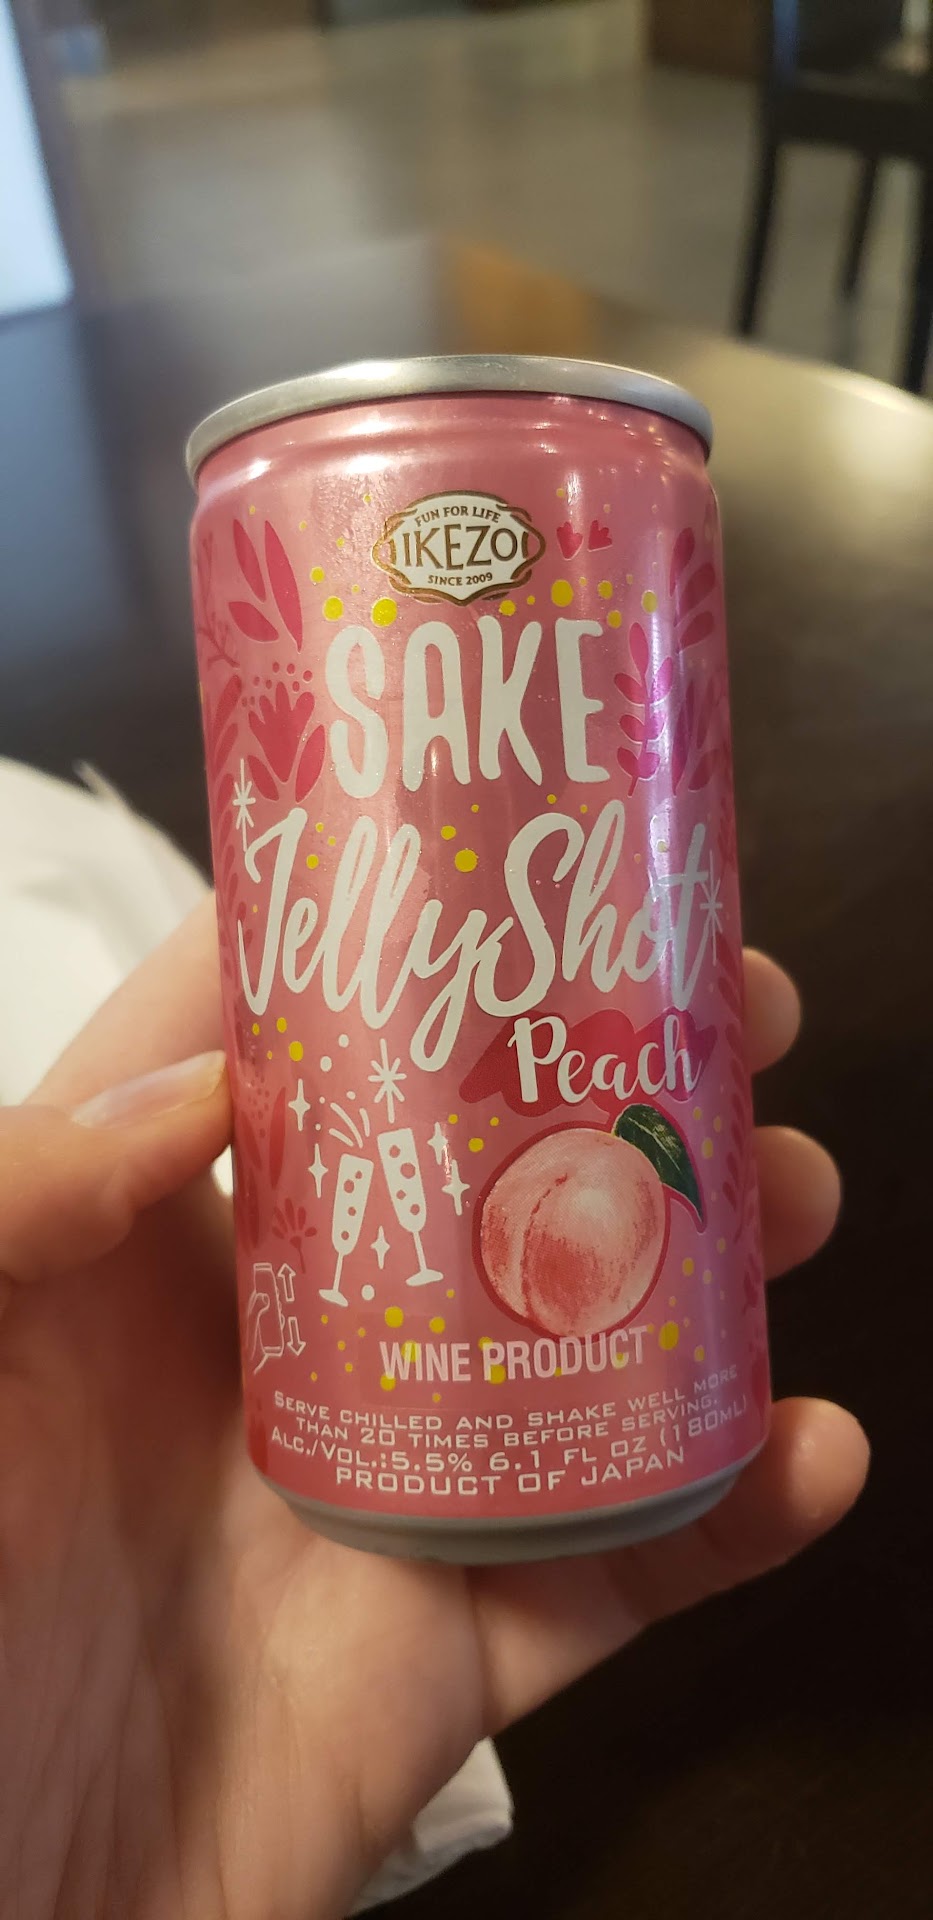 FUN FOR LIFE
IKEZO
SINCE 2009
SAKE
JellyShot
Peach
WINE PRODUCT
SERVE CHILLED AND SHAKE WELL MORE
THAN 20 TIMES BEFORE SERVING.
ALC./VOL.:5.5% 6.1 FL OZ (180ML)
PRODUCT OF JAPAN